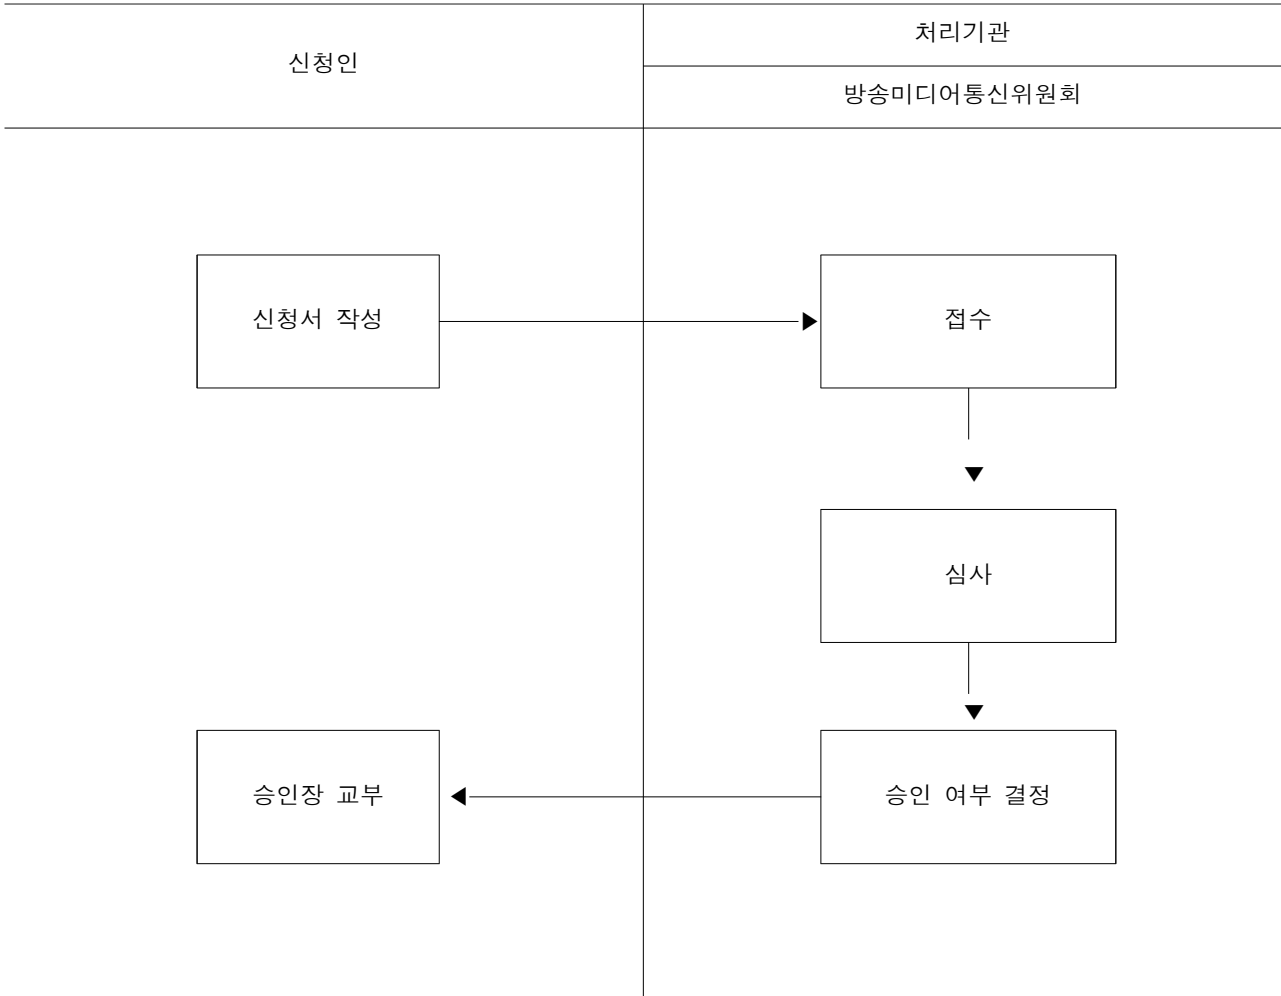 신청인
처리기관
방송미디어통신위원회
신청서 작성
접수
심사
승인장 교부
승인 여부 결정